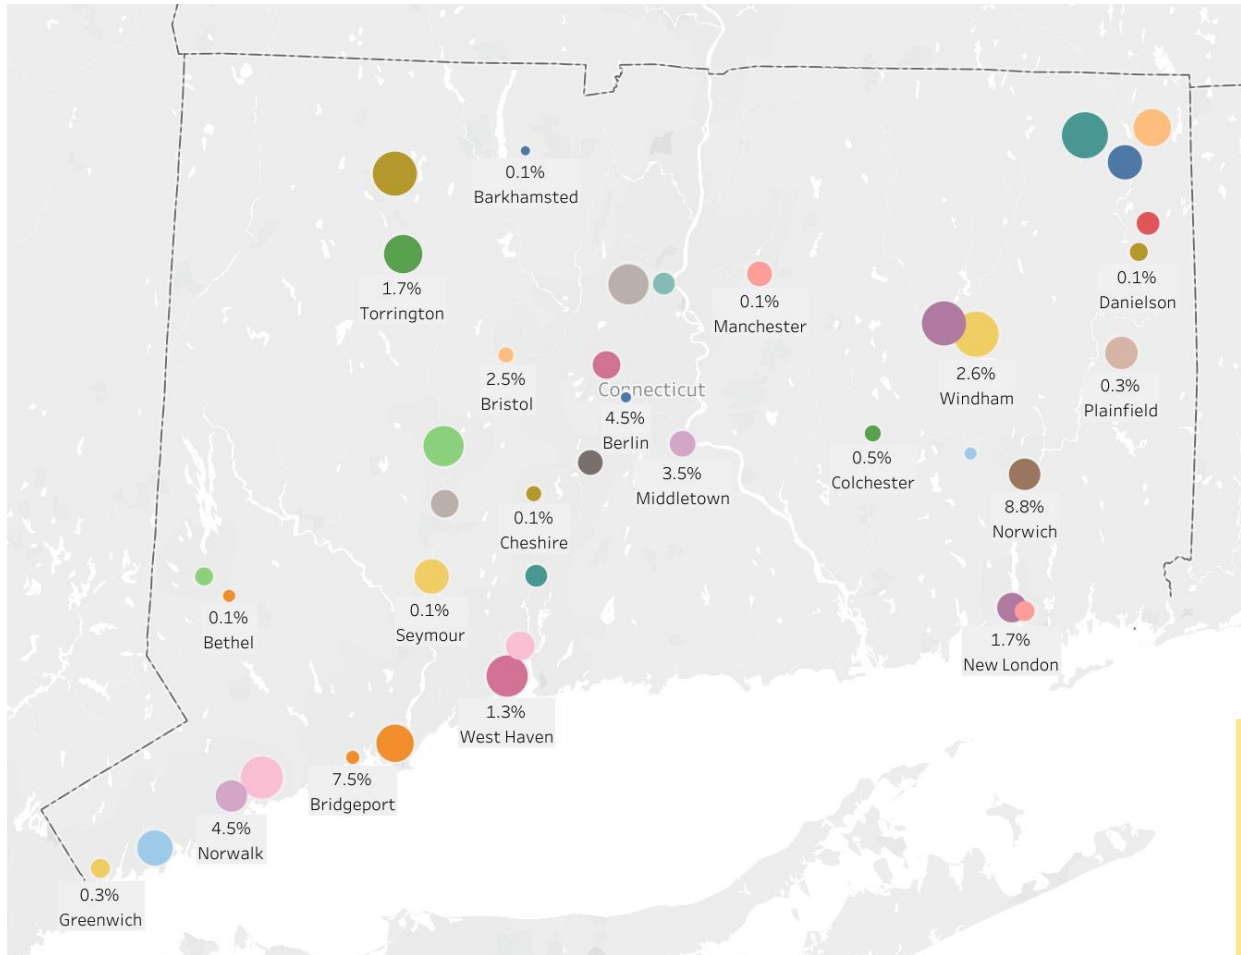 0.1%
Barkhamsted
1.7%
Torrington
0.1%
Manchester
0.1%
Danielson
2.5%
Bristol
Connecticut
4.5%
Berlin
2.6%
Windham
0.3%
Plainfield
3.5%
Middletown
0.5%
Colchester
8.8%
Norwich
0.1%
Cheshire
0.1%
Bethel
0.1%
Seymour
1.7%
New London
1.3%
West Haven
7.5%
Bridgeport
4.5%
Norwalk
0.3%
Greenwich